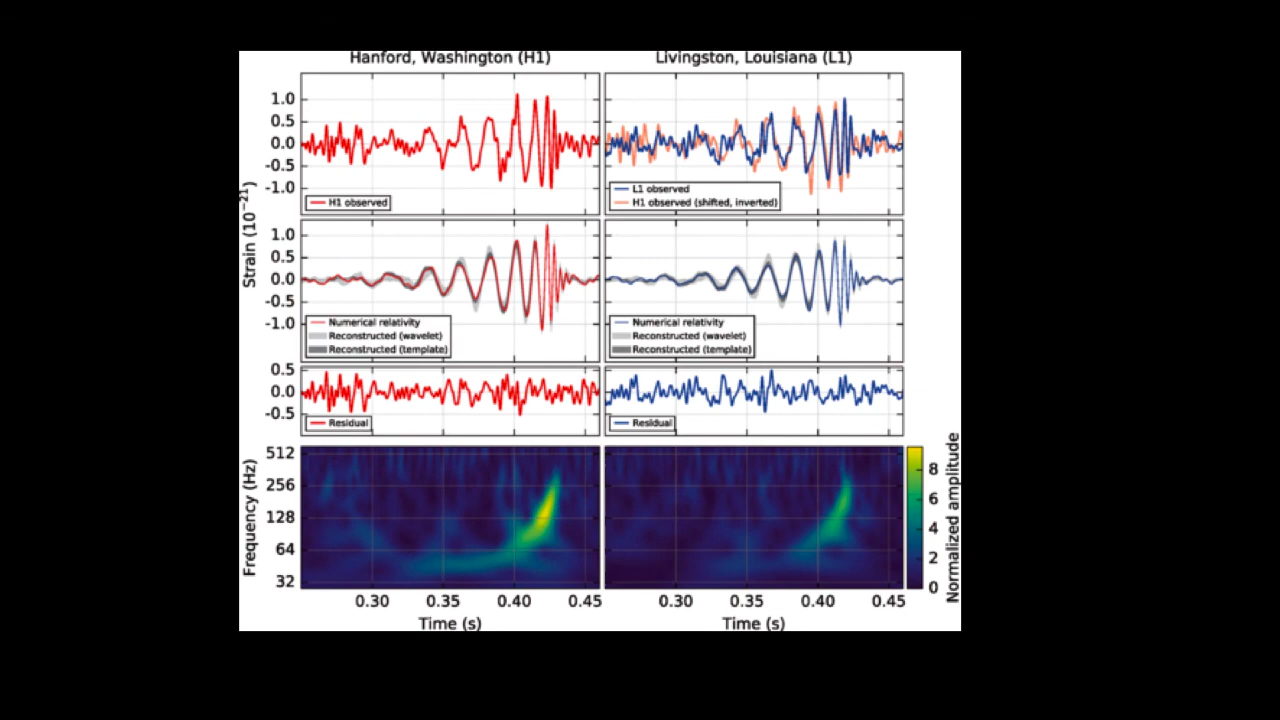 Hanford, Washington (H1)
Livingston, Louisiana (L1)
Strain (10⁻²¹)
1.0
0.5
0.0
-0.5
-1.0
H1 observed
L1 observed
H1 observed (shifted, inverted)
1.0
0.5
0.0
-0.5
-1.0
Numerical relativity
Reconstructed (wavelet)
Reconstructed (template)
Numerical relativity
Reconstructed (wavelet)
Reconstructed (template)
0.5
0.0
-0.5
Residual
Residual
Frequency (Hz)
512
256
128
64
32
8
6
4
2
0
Normalized amplitude
0.30 0.35 0.40 0.45
0.30 0.35 0.40 0.45
Time (s)
Time (s)